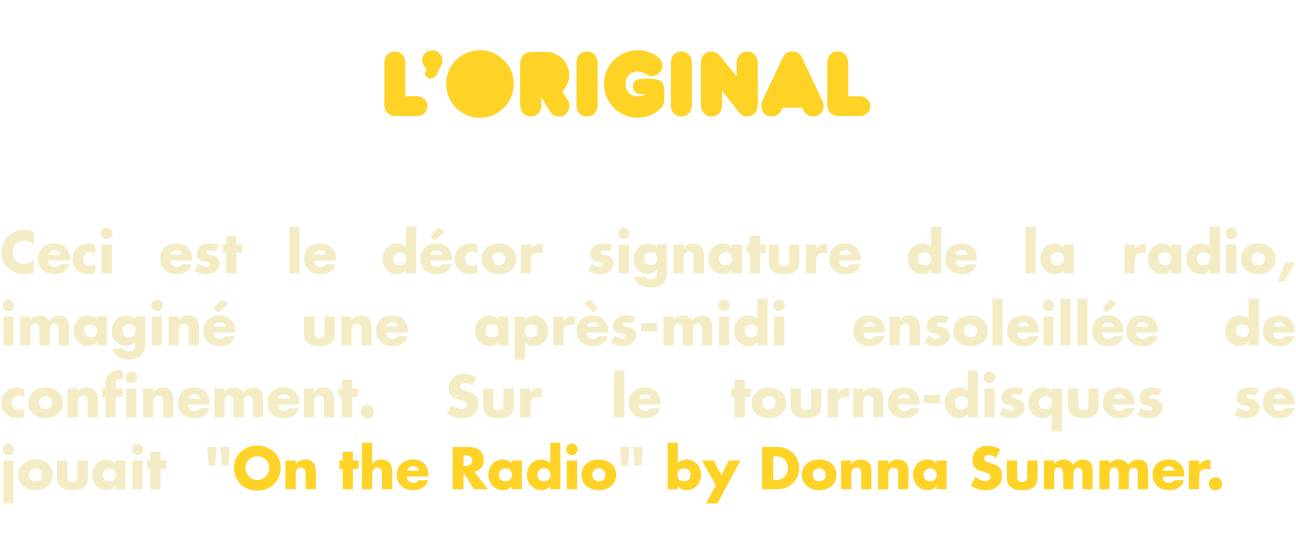 L'ORIGINAL
Ceci est le décor signature de la radio,
imaginé une après-midi ensoleillée de
confinement. Sur le tourne-disques se
jouait "On the Radio" by Donna Summer.